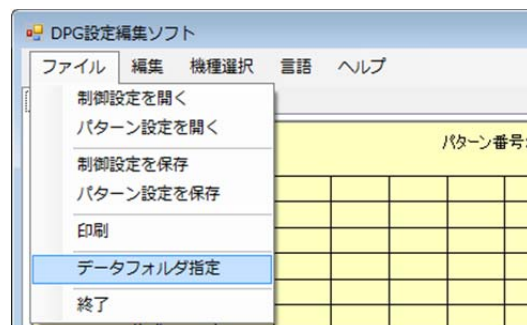 DPG設定編集ソフト
ファイル 編集 機種選択 言語 ヘルプ
制御設定を開く
パターン設定を開く
パターン番号:
制御設定を保存
パターン設定を保存
印刷
データフォルダ指定
終了